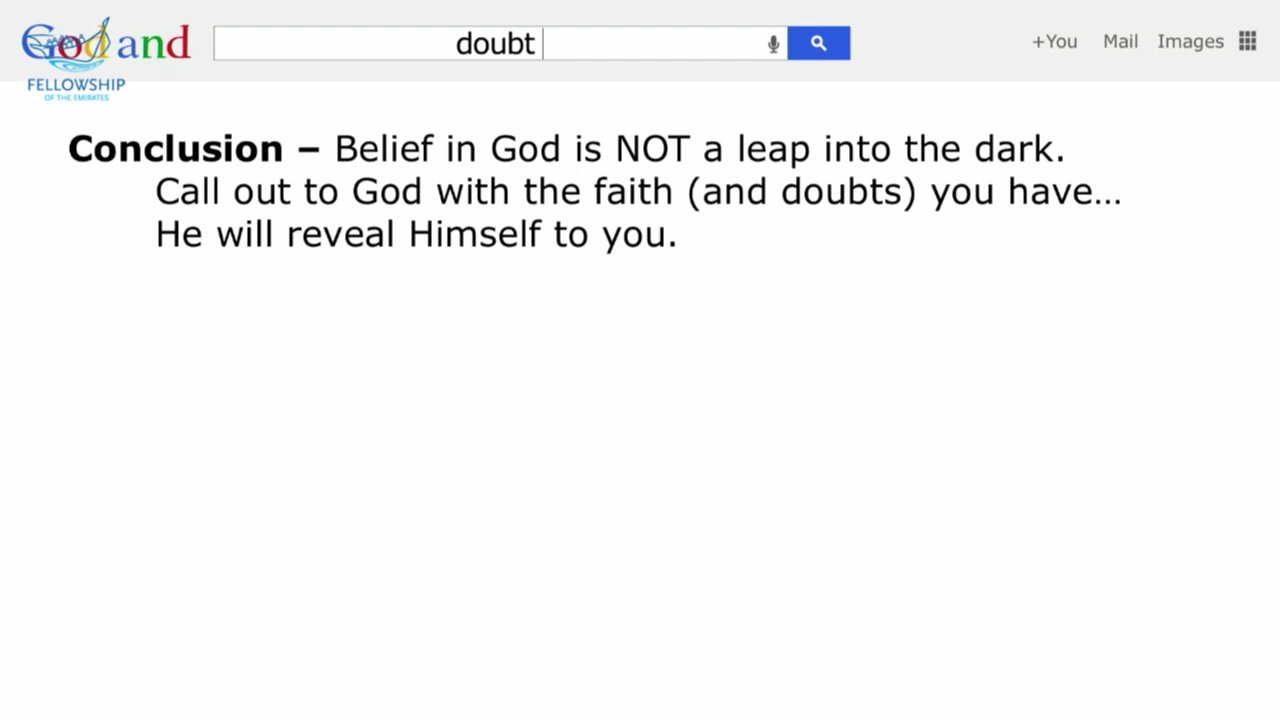 God and
doubt
+You Mail Images
FELLOWSHIP
OF THE EMIRATES
Conclusion – Belief in God is NOT a leap into the dark.
Call out to God with the faith (and doubts) you have…
He will reveal Himself to you.